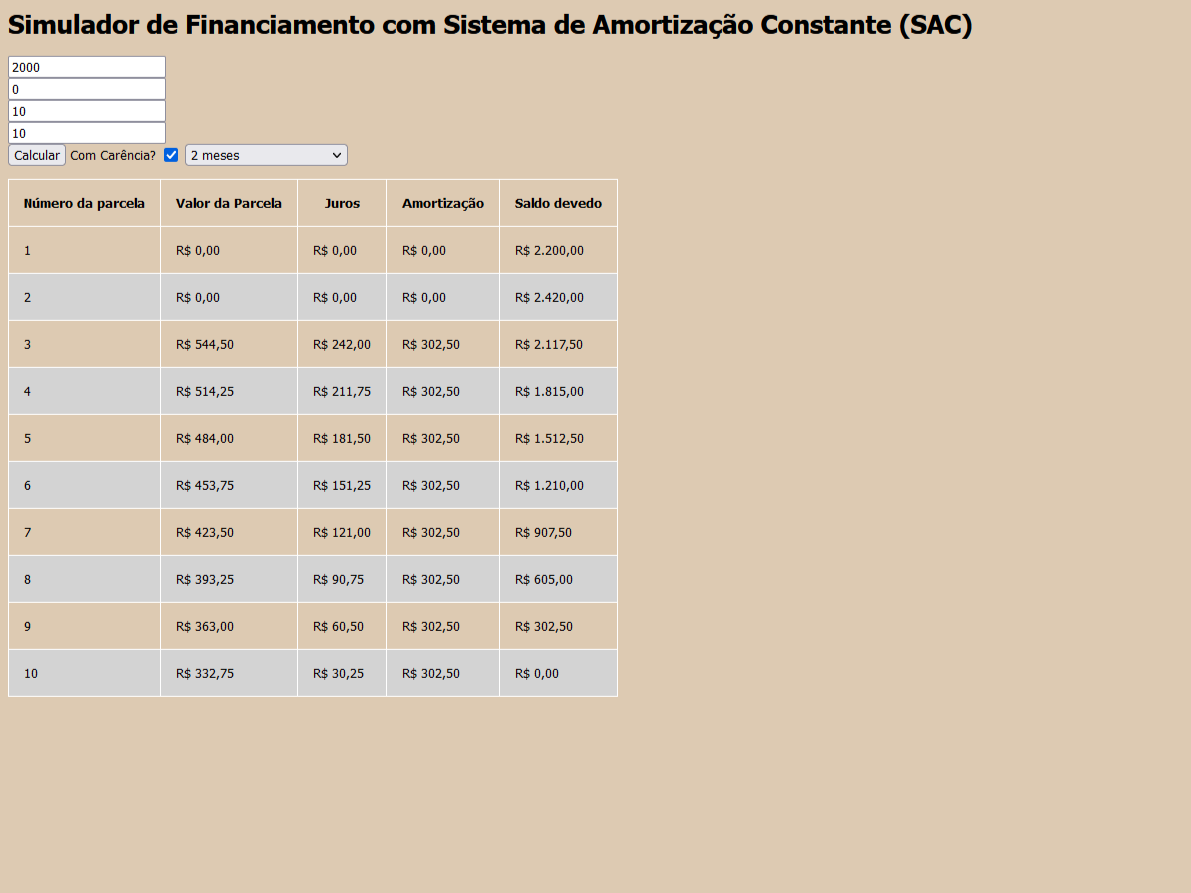 Simulador de Financiamento com Sistema de Amortização Constante (SAC)
2000
0
10
10
Calcular Com Carência? 2 meses
Número da parcela Valor da Parcela Juros Amortização Saldo devedo
1 R$ 0,00 R$ 0,00 R$ 0,00 R$ 2.200,00
2 R$ 0,00 R$ 0,00 R$ 0,00 R$ 2.420,00
3 R$ 544,50 R$ 242,00 R$ 302,50 R$ 2.117,50
4 R$ 514,25 R$ 211,75 R$ 302,50 R$ 1.815,00
5 R$ 484,00 R$ 181,50 R$ 302,50 R$ 1.512,50
6 R$ 453,75 R$ 151,25 R$ 302,50 R$ 1.210,00
7 R$ 423,50 R$ 121,00 R$ 302,50 R$ 907,50
8 R$ 393,25 R$ 90,75 R$ 302,50 R$ 605,00
9 R$ 363,00 R$ 60,50 R$ 302,50 R$ 302,50
10 R$ 332,75 R$ 30,25 R$ 302,50 R$ 0,00